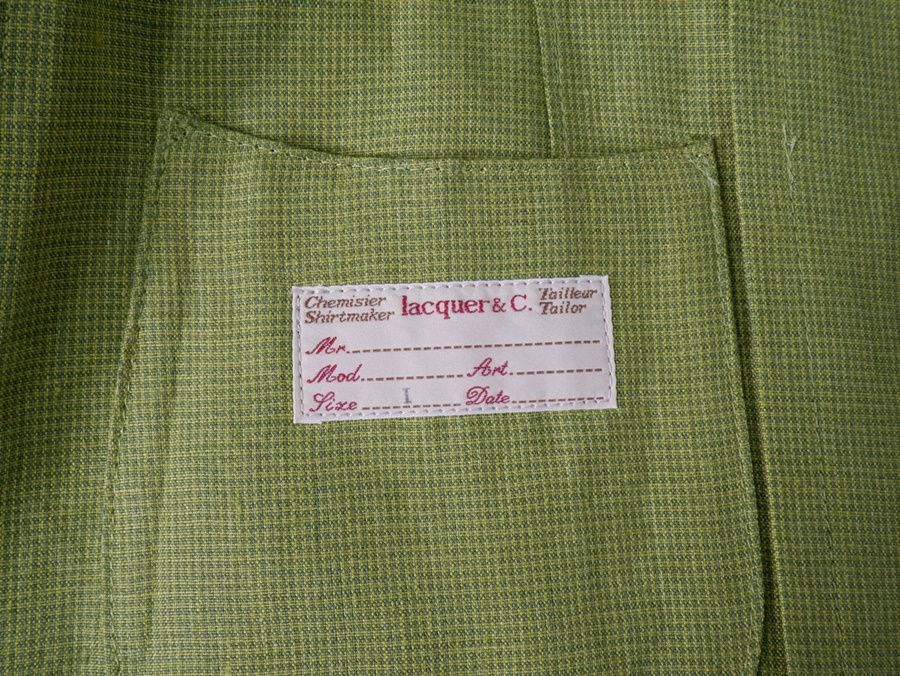 Chemisier lacquer & C. Tailleur
Shirtmaker Tailor
Mr.
Mod. Art.
Size I Date